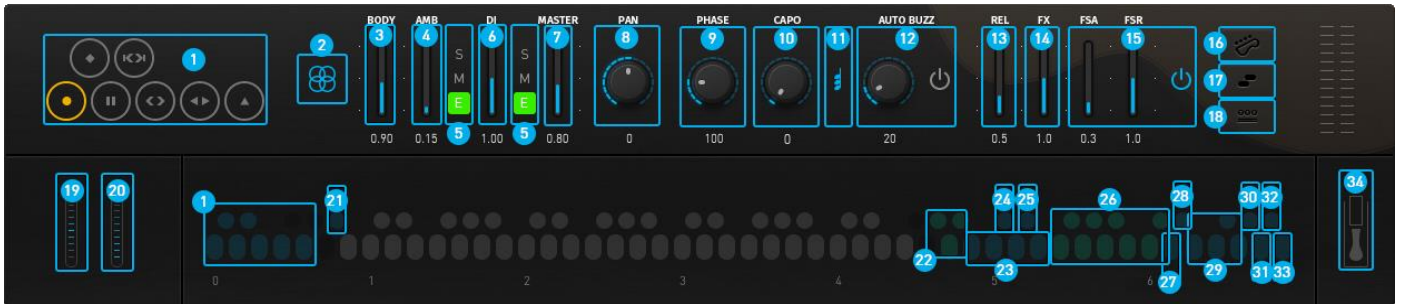 BODY AMB DI MASTER PAN PHASE CAPO AUTO BUZZ REL FX FSA FSR
1 2 3 4 6 7 8 9 10 11 12 13 14 15 16
S S
M M 17
E E
5 5 18
0.90 0.15 1.00 0.80 0 100 0 20 0.5 1.0 0.3 1.0
19 20 1 21 24 25 26 28 30 32 34
22 23 27 29 31 33
0 1 2 3 4 5 6